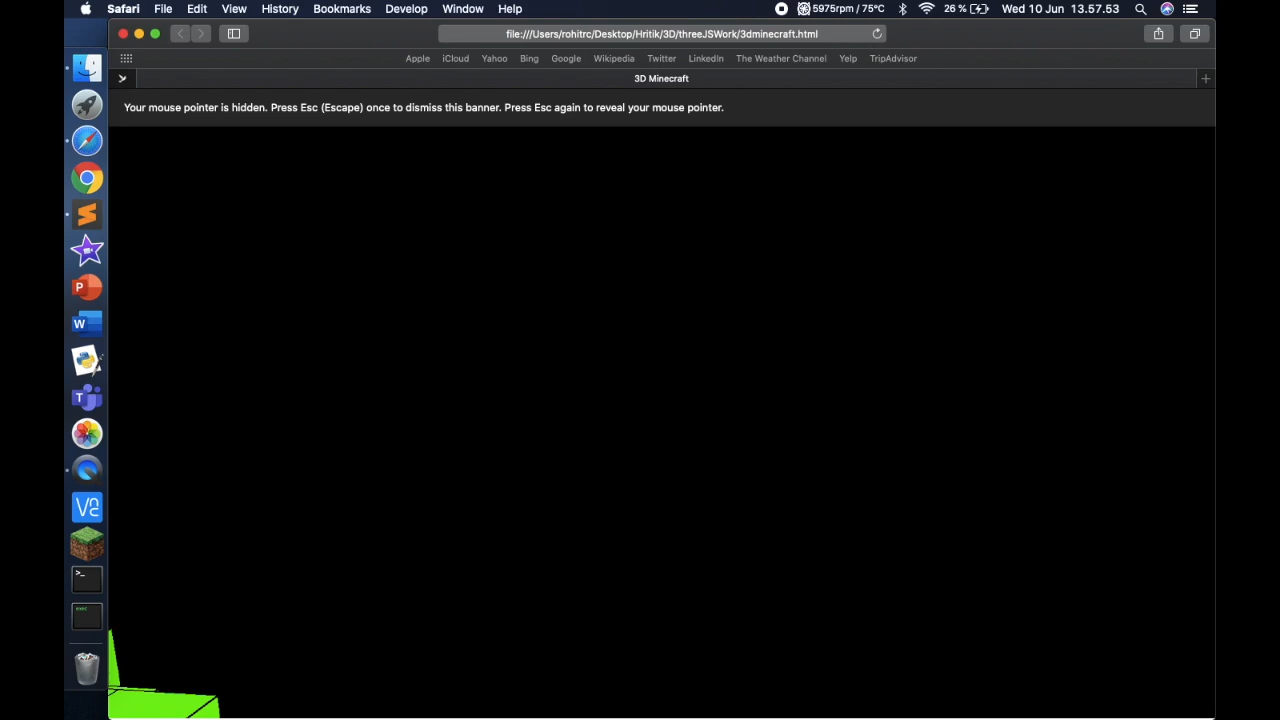 Safari File Edit View History Bookmarks Develop Window Help 5975rpm / 75°C 26 % Wed 10 Jun 13.57.53
file:///Users/rohitrc/Desktop/Hritik/3D/threeJSWork/3dminecraft.html
Apple iCloud Yahoo Bing Google Wikipedia Twitter LinkedIn The Weather Channel Yelp TripAdvisor
3D Minecraft
Your mouse pointer is hidden. Press Esc (Escape) once to dismiss this banner. Press Esc again to reveal your mouse pointer.
P
W
T
V2
>_
exec